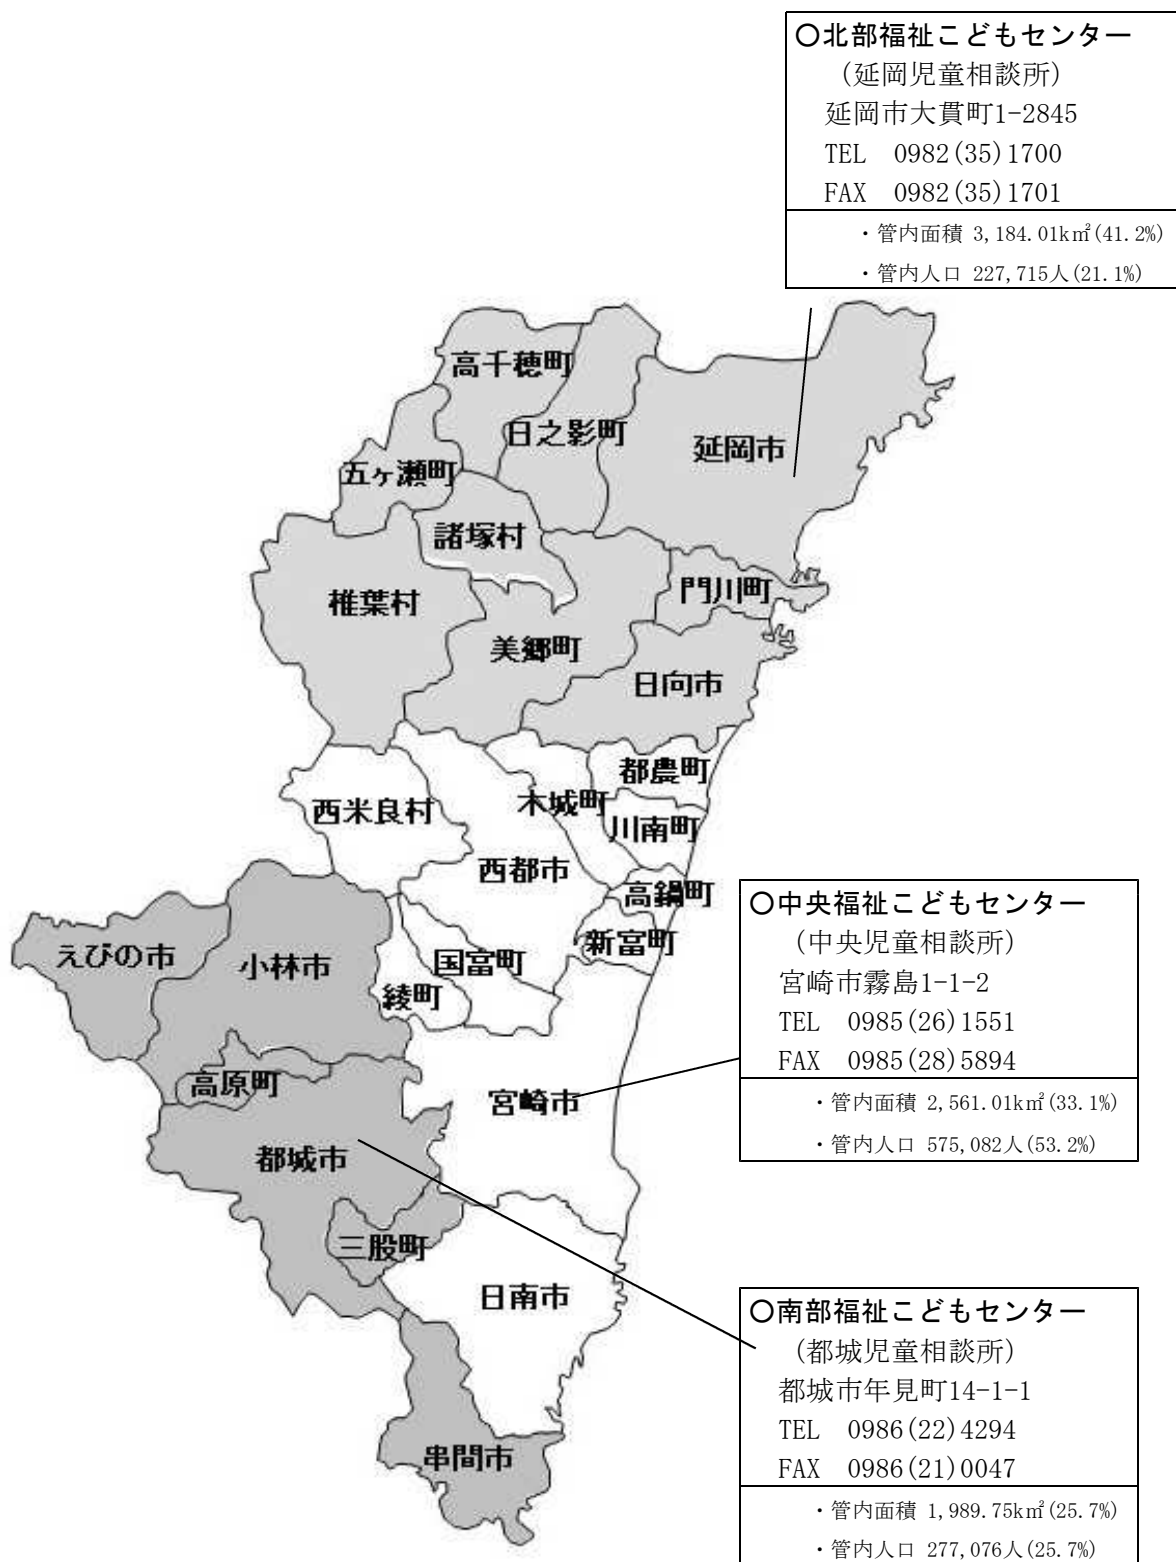 ○北部福祉こどもセンター
(延岡児童相談所)
延岡市大貫町1-2845
TEL 0982(35)1700
FAX 0982(35)1701
・管内面積 3,184.01k㎡(41.2%)
・管内人口 227,715人(21.1%)
高千穂町
日之影町
延岡市
五ヶ瀬町
諸塚村
椎葉村
門川町
美郷町
日向市
都農町
西米良村
木城町
川南町
西都市
高鍋町
新富町
えびの市
小林市
国富町
綾町
○中央福祉こどもセンター
(中央児童相談所)
宮崎市霧島1-1-2
TEL 0985(26)1551
FAX 0985(28)5894
・管内面積 2,561.01k㎡(33.1%)
・管内人口 575,082人(53.2%)
高原町
宮崎市
都城市
三股町
日南市
串間市
○南部福祉こどもセンター
(都城児童相談所)
都城市年見町14-1-1
TEL 0986(22)4294
FAX 0986(21)0047
・管内面積 1,989.75k㎡(25.7%)
・管内人口 277,076人(25.7%)